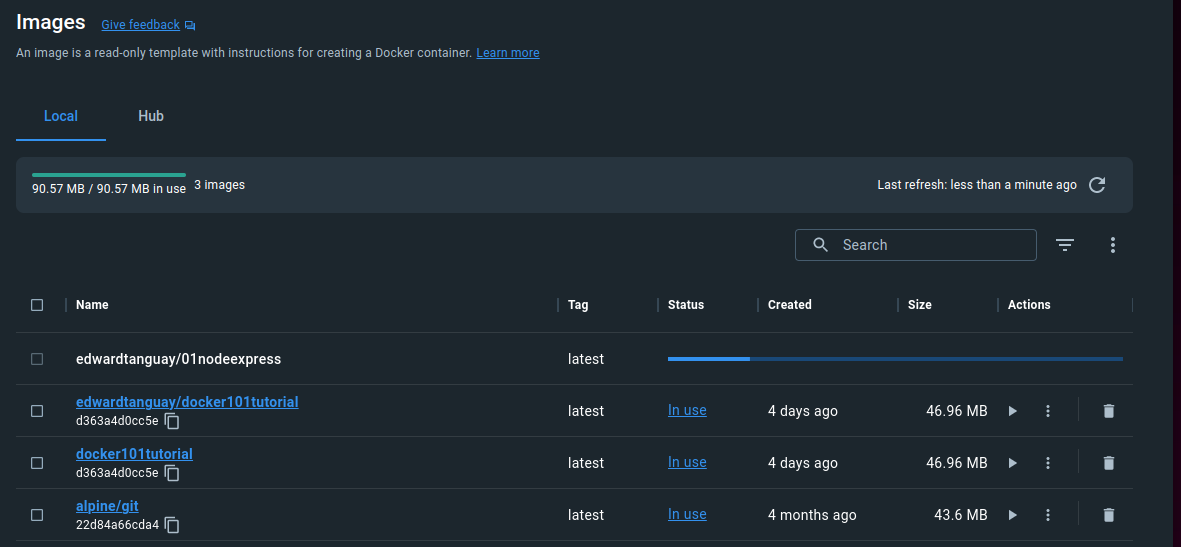 Images Give feedback
An image is a read-only template with instructions for creating a Docker container. Learn more
Local Hub
90.57 MB / 90.57 MB in use 3 images Last refresh: less than a minute ago
Search
Name Tag Status Created Size Actions
edwardtanguay/01nodeexpress latest
edwardtanguay/docker101tutorial latest In use 4 days ago 46.96 MB
d363a4d0cc5e
docker101tutorial latest In use 4 days ago 46.96 MB
d363a4d0cc5e
alpine/git latest In use 4 months ago 43.6 MB
22d84a66cda4